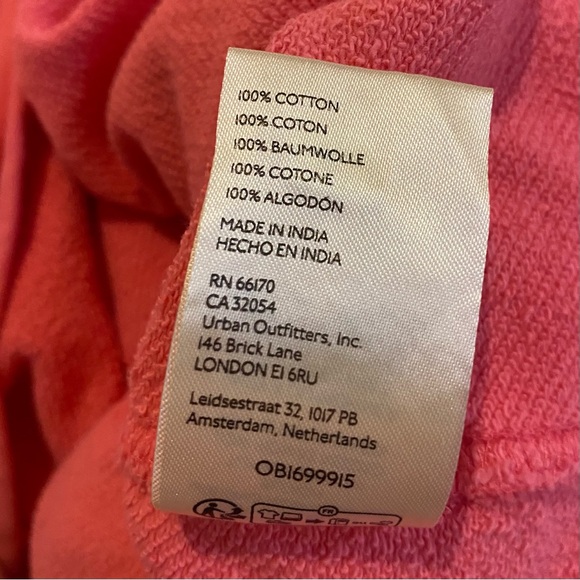 100% COTTON
100% COTON
100% BAUMWOLLE
100% COTONE
100% ALGODÓN
MADE IN INDIA
HECHO EN INDIA
RN 66170
CA 32054
Urban Outfitters, Inc.
146 Brick Lane
LONDON E1 6RU
Leidsestraat 32, 1017 PB
Amsterdam, Netherlands
OB1699915
FR